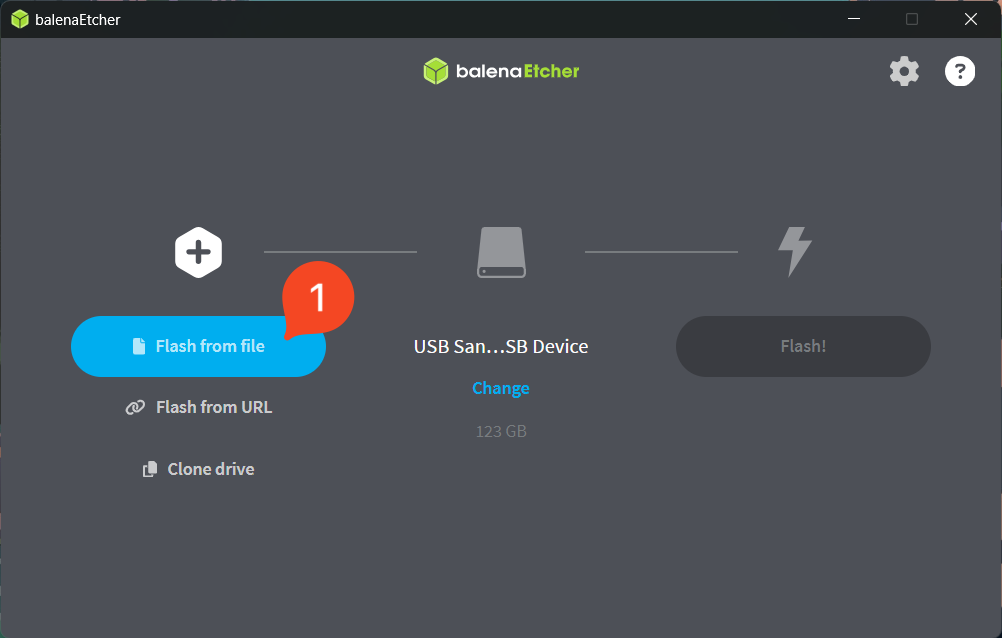 balenaEtcher
balenaEtcher
?
1
Flash from file
Flash from URL
Clone drive
USB San...SB Device
Change
123 GB
Flash!